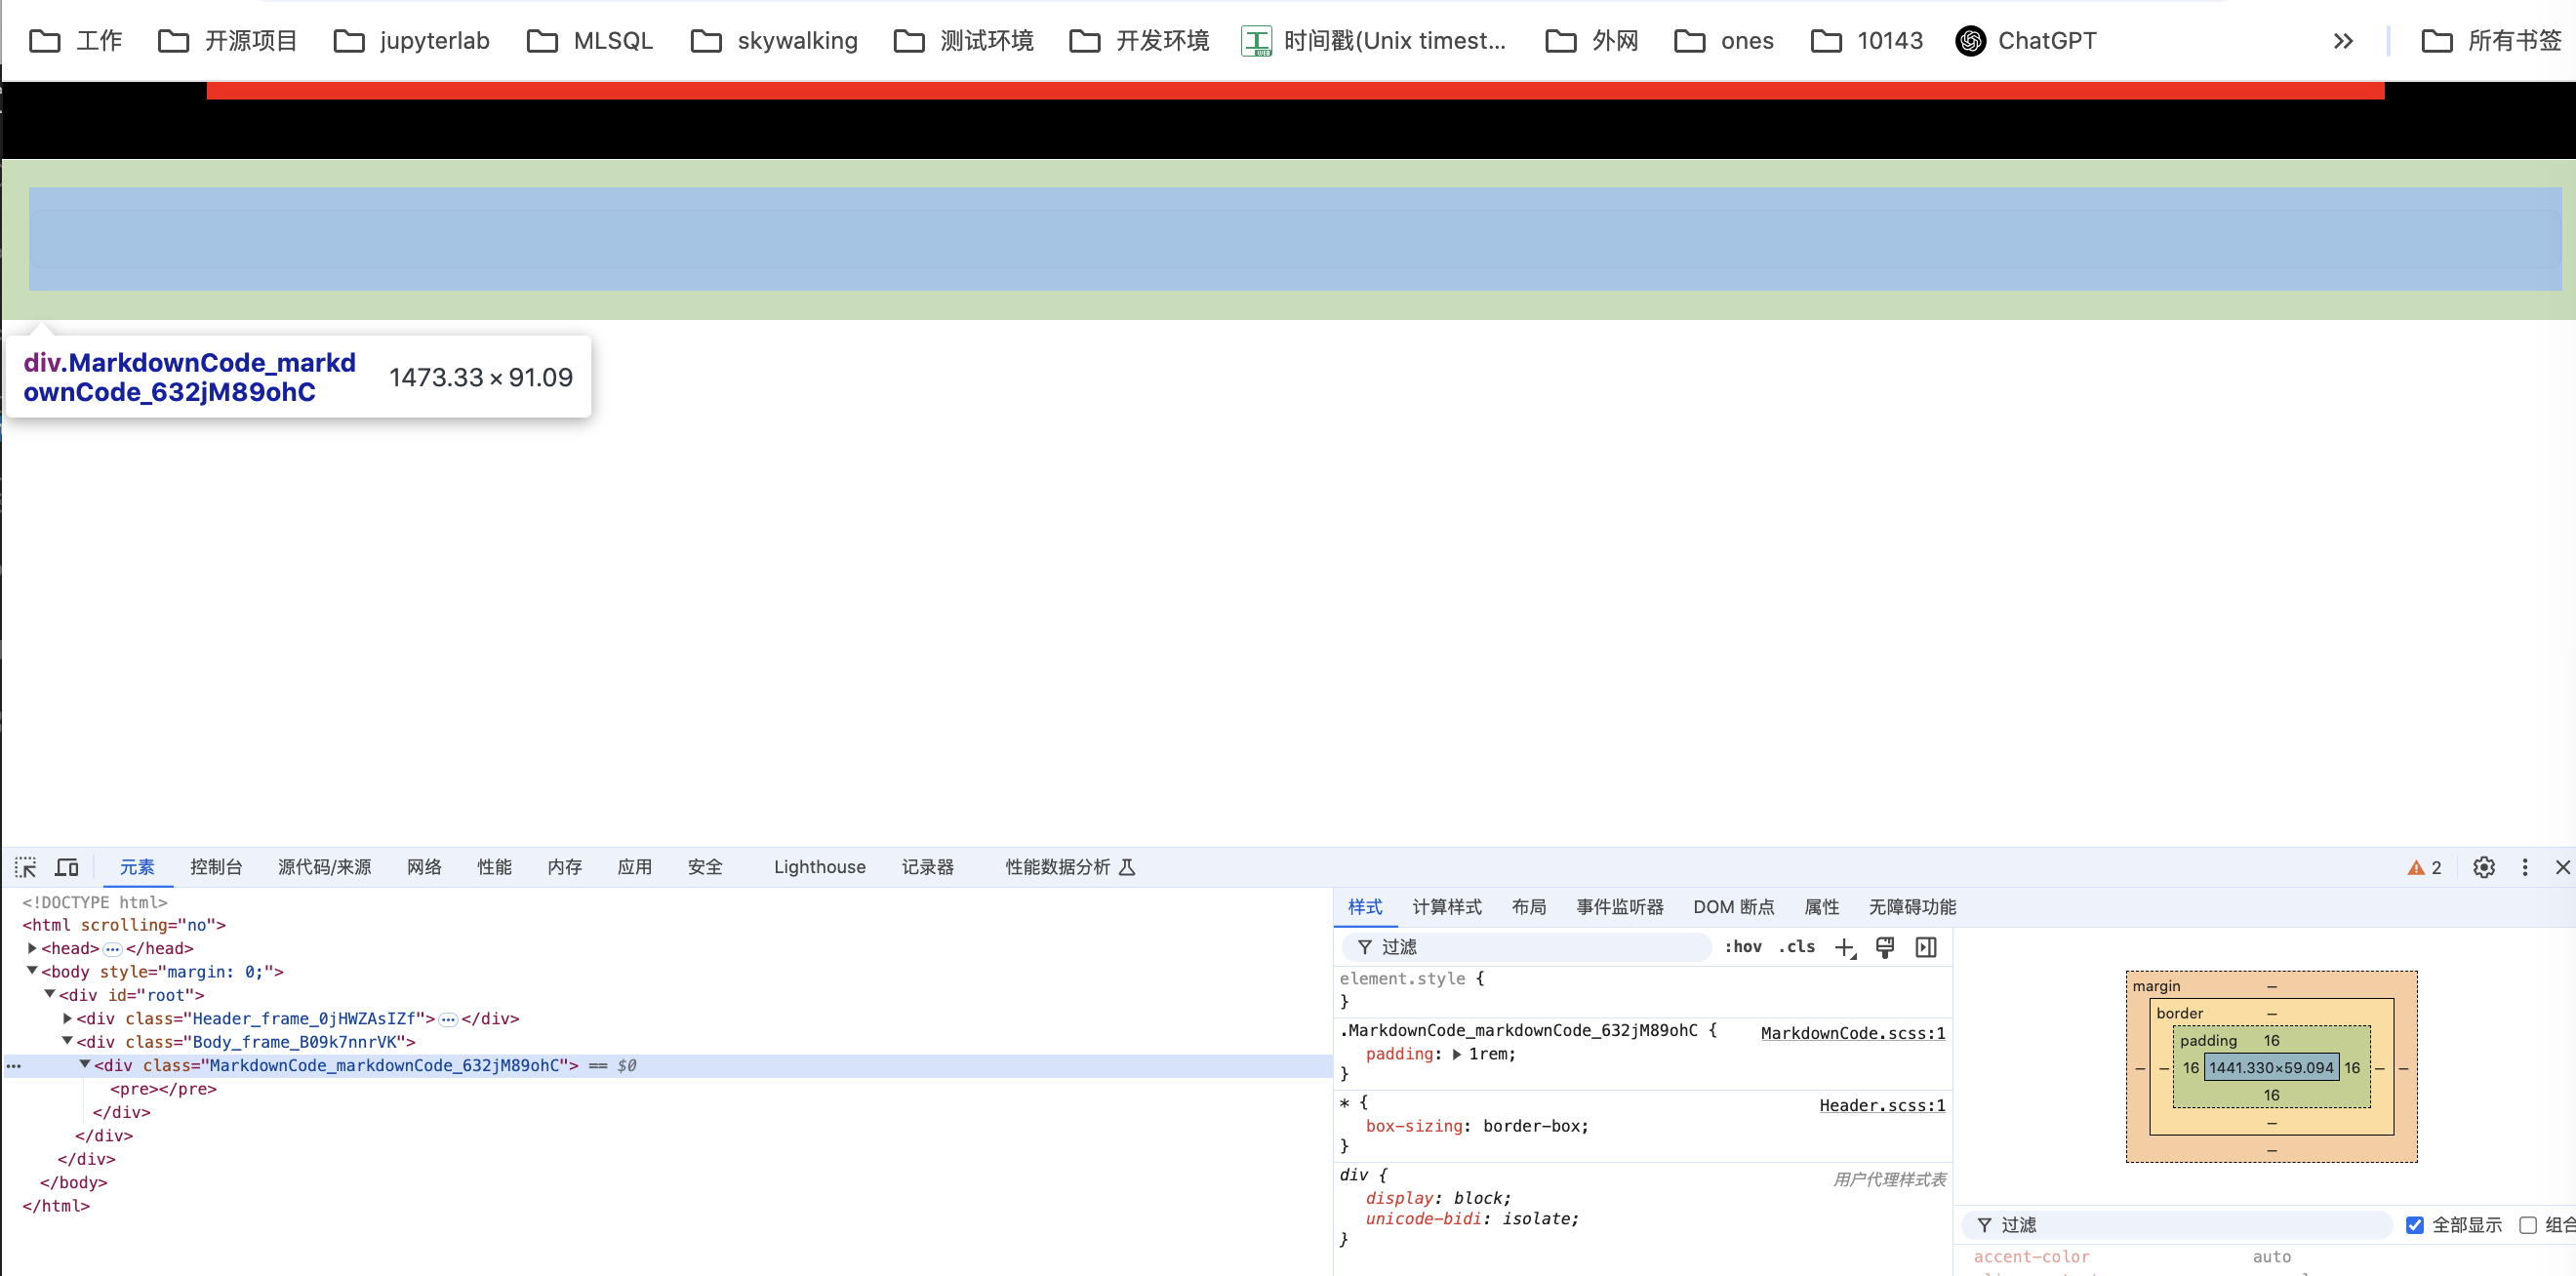 工作 开源项目 jupyterlab MLSQL skywalking 测试环境 开发环境 时间戳(Unix timest... 外网 ones 10143 ChatGPT 所有书签
div.MarkdownCode_markd
ownCode_632jM89ohC 1473.33 × 91.09
元素 控制台 源代码/来源 网络 性能 内存 应用 安全 Lighthouse 记录器 性能数据分析 2
<!DOCTYPE html>
<html scrolling="no">
<head>…</head>
<body style="margin: 0;">
<div id="root">
<div class="Header_frame_0jHWZAsIZf">…</div>
<div class="Body_frame_B09k7nnrVK">
<div class="MarkdownCode_markdownCode_632jM89ohC"> == $0
<pre></pre>
</div>
</div>
</div>
</body>
</html>
样式 计算样式 布局 事件监听器 DOM 断点 属性 无障碍功能
过滤 :hov .cls
element.style {
}
.MarkdownCode_markdownCode_632jM89ohC { MarkdownCode.scss:1
padding: 1rem;
}
* { Header.scss:1
box-sizing: border-box;
}
div { 用户代理样式表
display: block;
unicode-bidi: isolate;
}
margin –
border –
padding 16
– – 16 1441.330×59.094 16 – –
16
–
–
过滤 全部显示 组合
accent-color auto